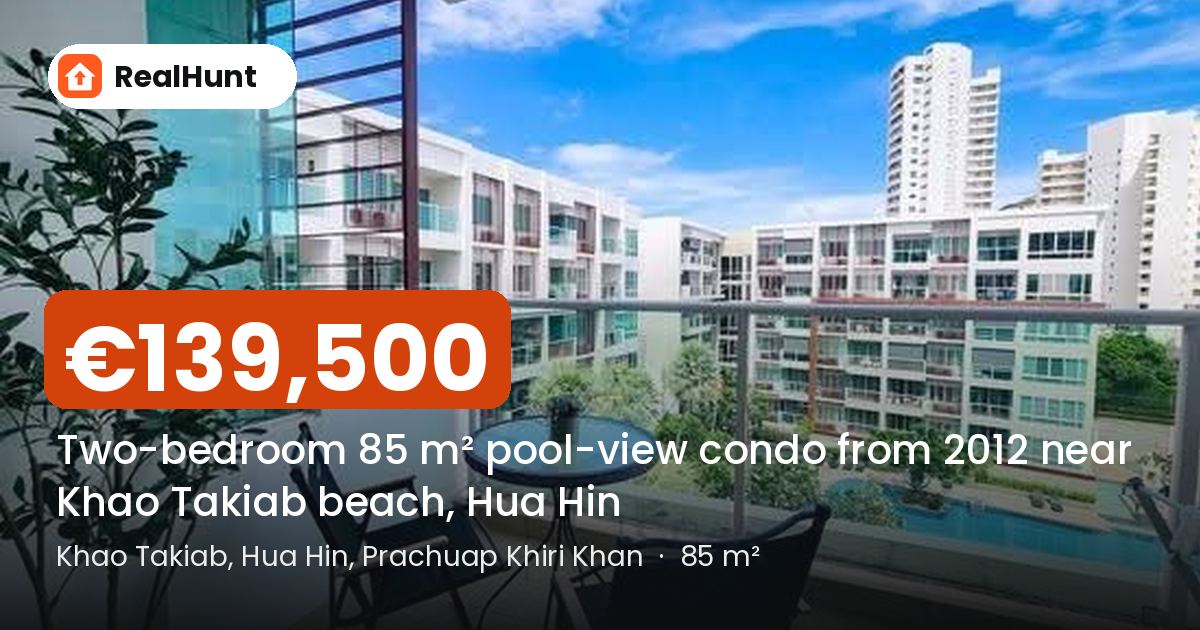 RealHunt
€139,500
Two-bedroom 85 m² pool-view condo from 2012 near
Khao Takiab beach, Hua Hin
Khao Takiab, Hua Hin, Prachuap Khiri Khan · 85 m²